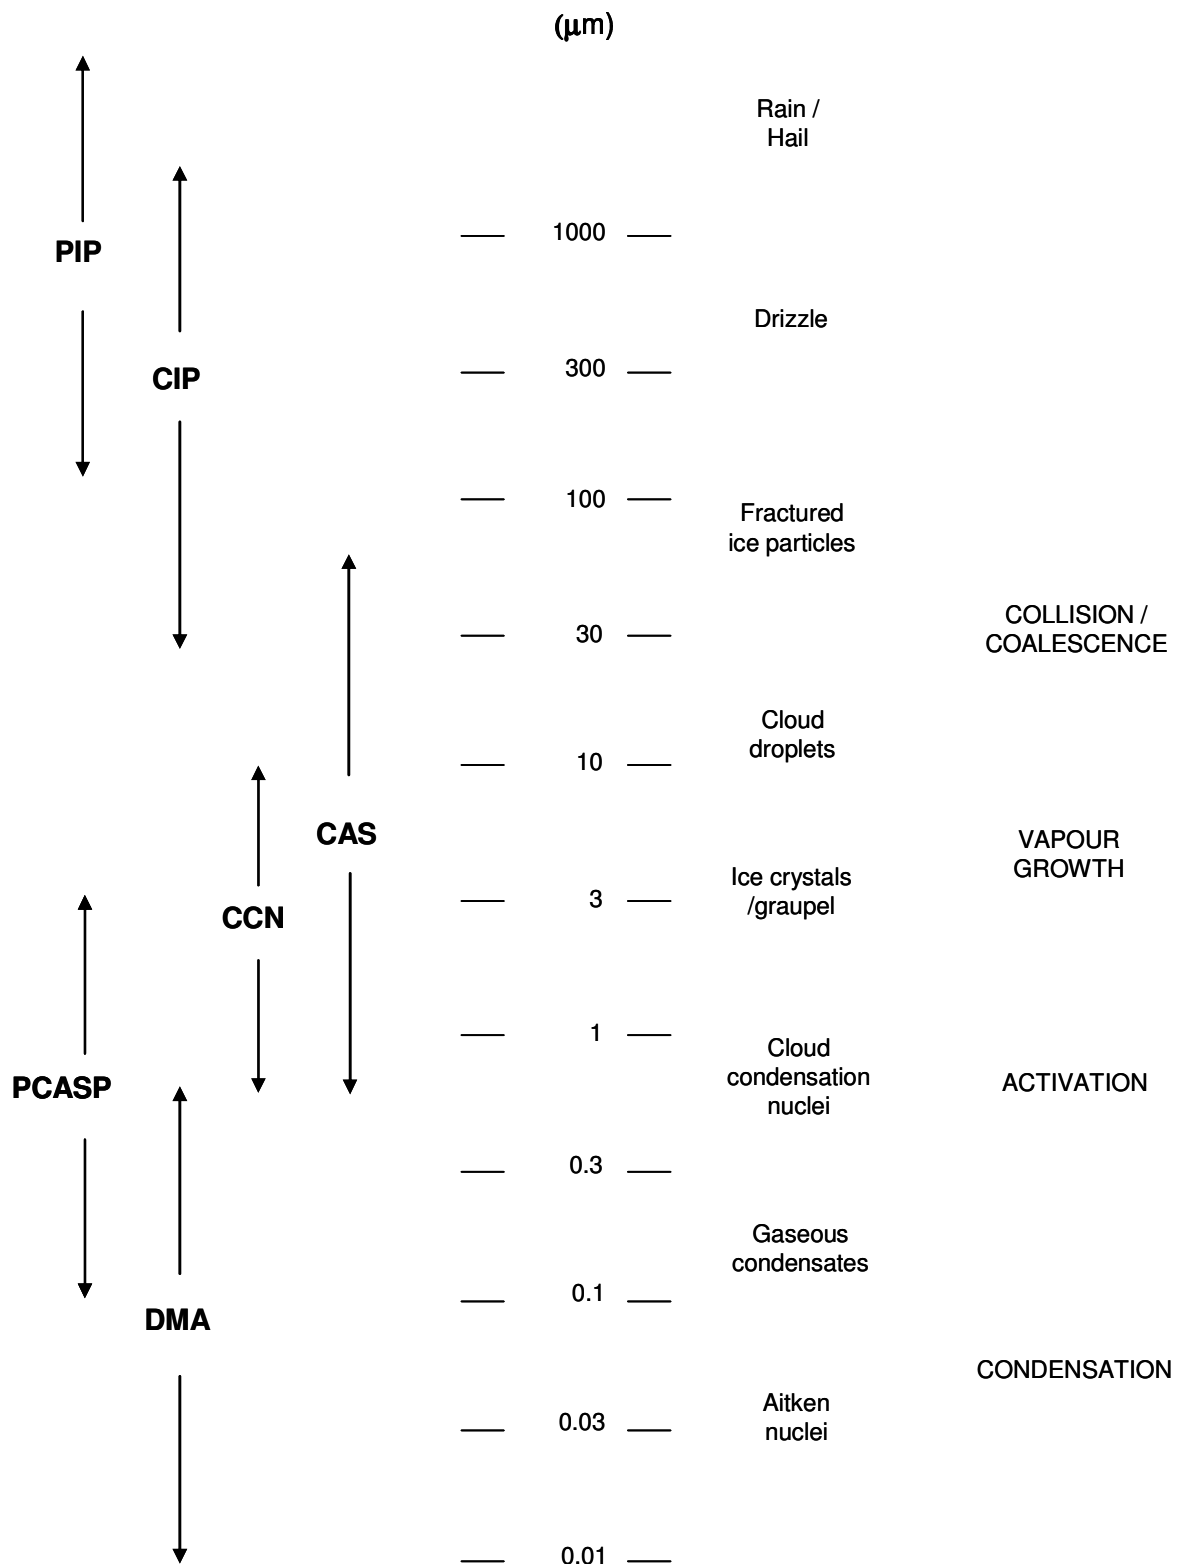 (μm)
Rain /
Hail
1000
PIP
Drizzle
300
CIP
100
Fractured
ice particles
COLLISION /
COALESCENCE
30
Cloud
droplets
10
CAS
VAPOUR
GROWTH
Ice crystals
/graupel
3
CCN
1
Cloud
condensation
nuclei
PCASP
ACTIVATION
0.3
Gaseous
condensates
0.1
DMA
CONDENSATION
Aitken
nuclei
0.03
0.01